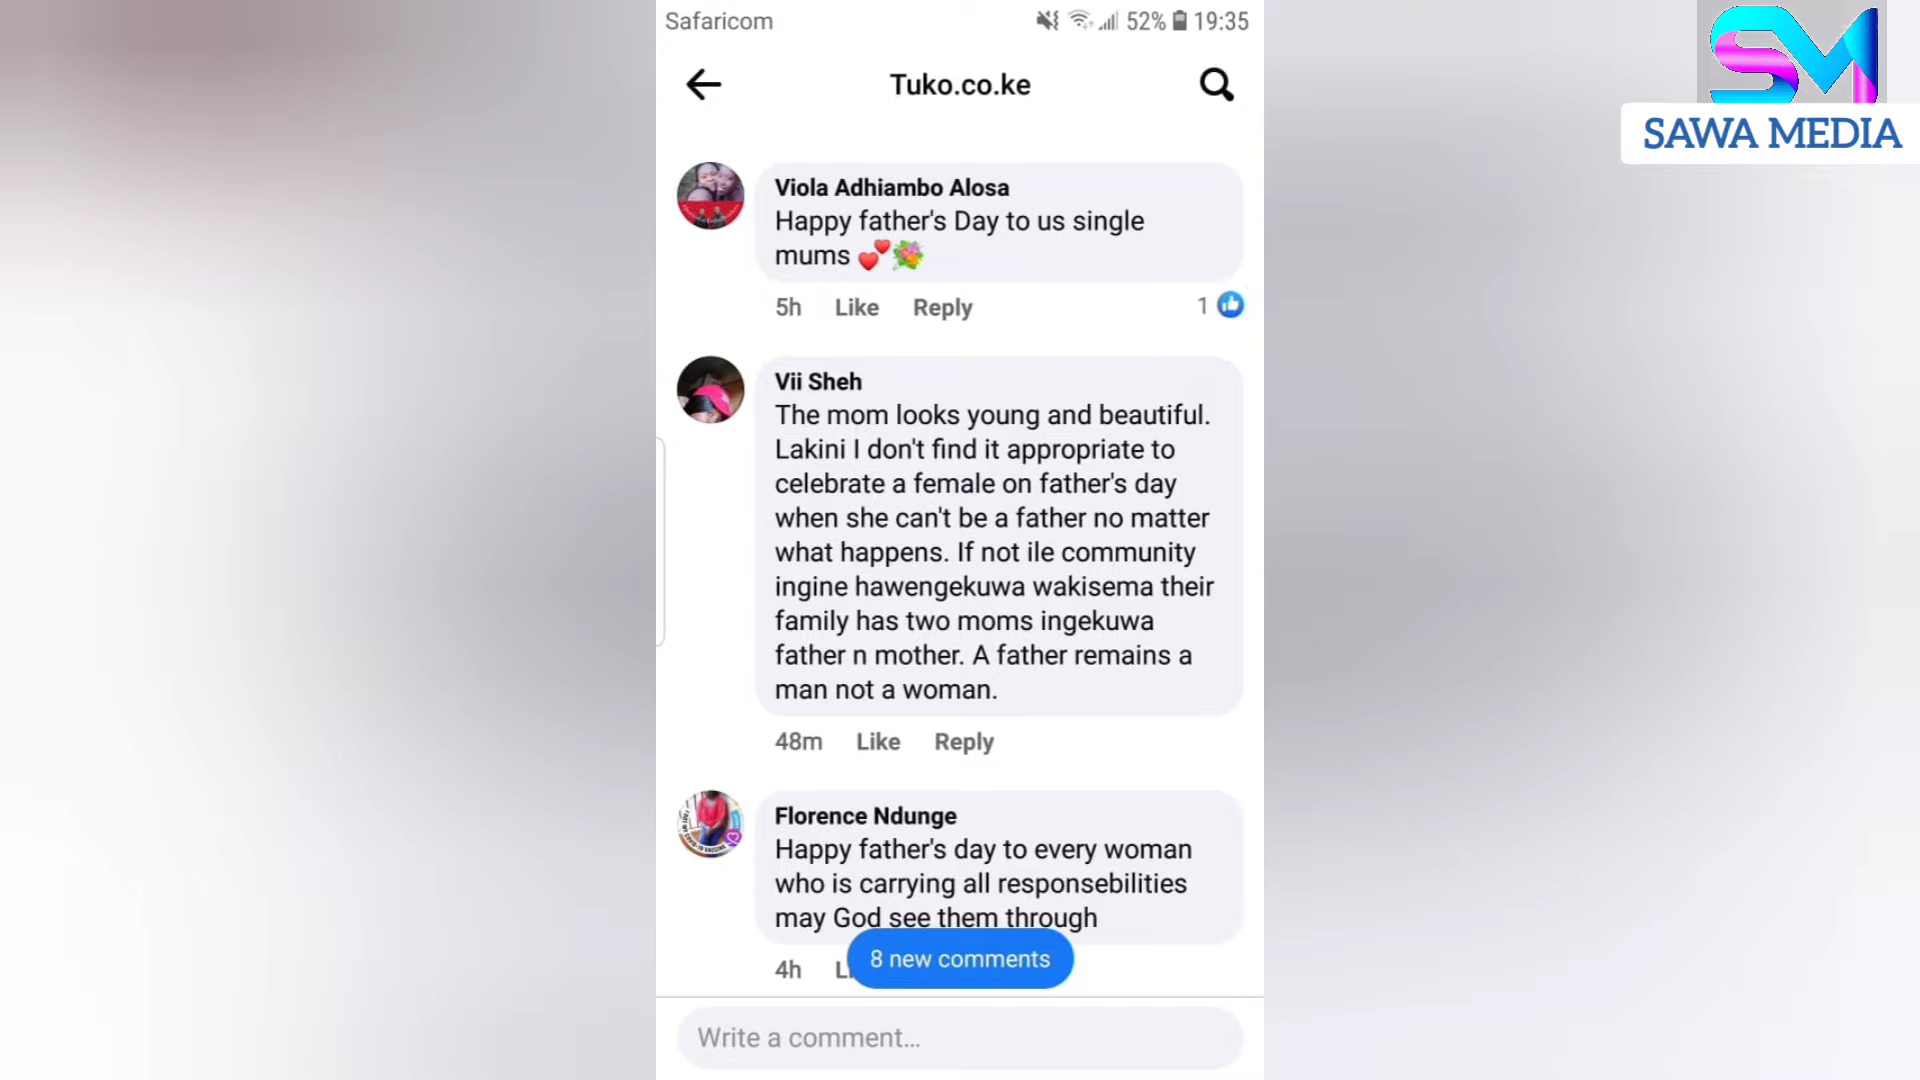 Safaricom 52% 19:35
Tuko.co.ke
SM
SAWA MEDIA
Viola Adhiambo Alosa
Happy father's Day to us single
mums 💕💐
5h Like Reply 1
Vii Sheh
The mom looks young and beautiful.
Lakini I don't find it appropriate to
celebrate a female on father's day
when she can't be a father no matter
what happens. If not ile community
ingine hawengekuwa wakisema their
family has two moms ingekuwa
father n mother. A father remains a
man not a woman.
48m Like Reply
Florence Ndunge
Happy father's day to every woman
who is carrying all responsebilities
may God see them through
4h
8 new comments
Write a comment...